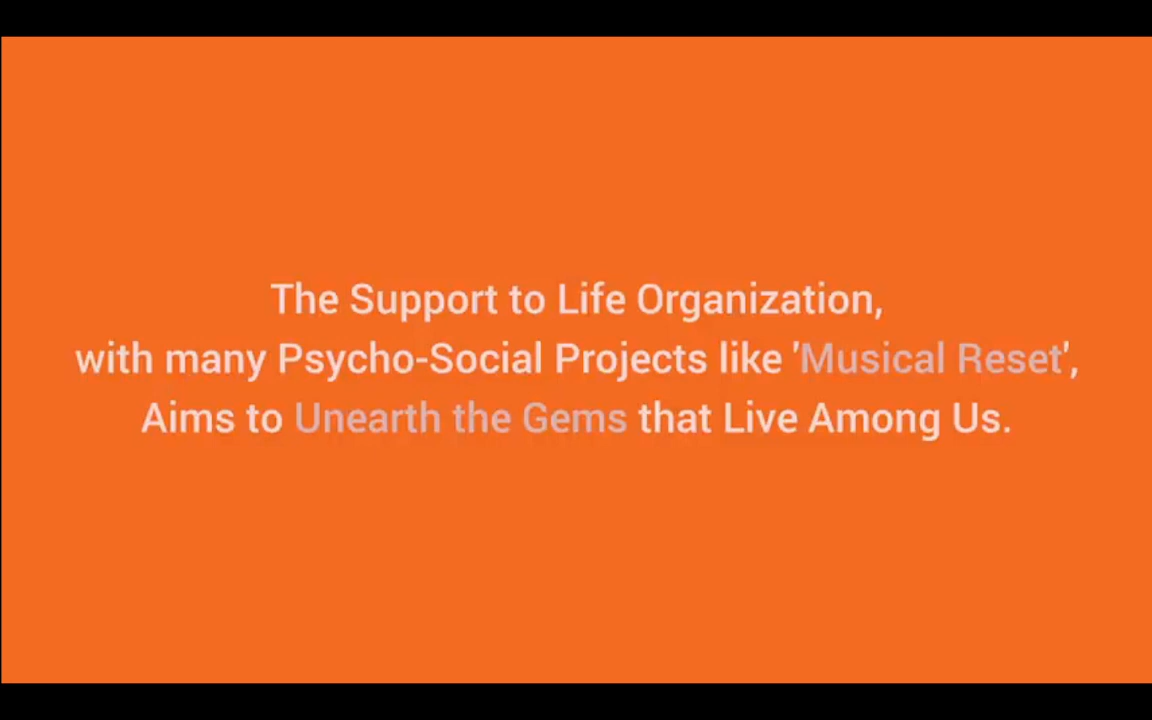 The Support to Life Organization,
with many Psycho-Social Projects like 'Musical Reset',
Aims to Unearth the Gems that Live Among Us.